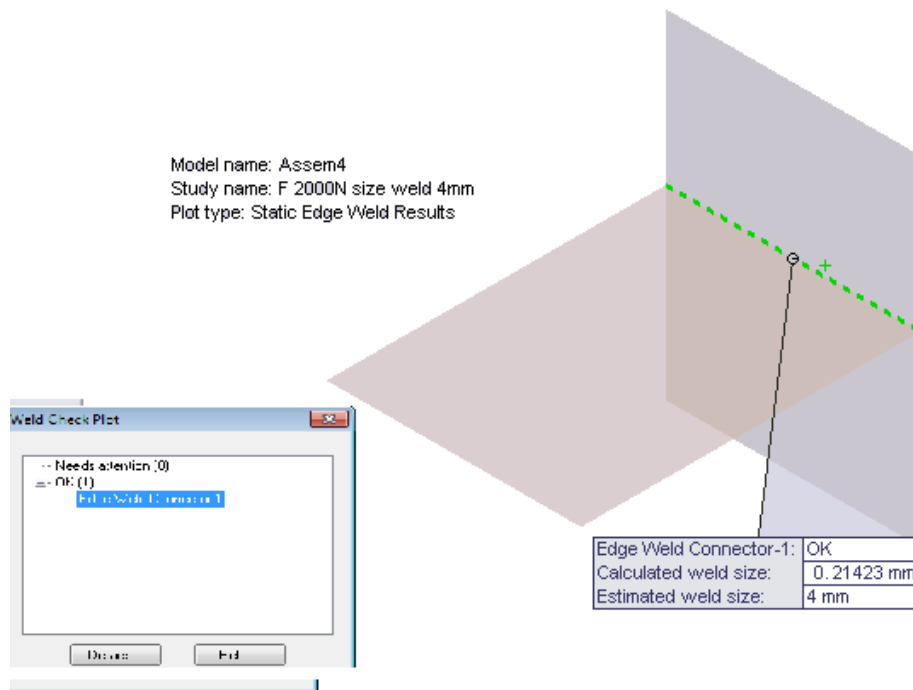 Model name: Assem4
Study name: F 2000N size weld 4mm
Plot type: Static Edge Weld Results
Weld Check Plot
Needs attention (0)
OK (1)
Edge Weld Connector-1: OK
Calculated weld size: 0.21423 mm
Estimated weld size: 4 mm